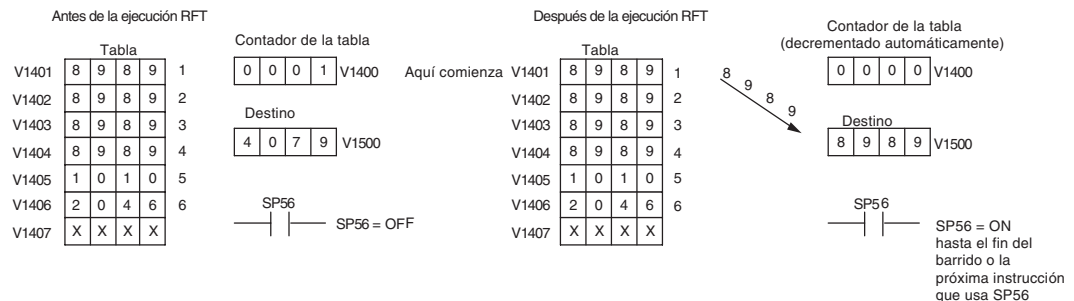 Antes de la ejecución RFT
Tabla
V1401 8 9 8 9 1
V1402 8 9 8 9 2
V1403 8 9 8 9 3
V1404 8 9 8 9 4
V1405 1 0 1 0 5
V1406 2 0 4 6 6
V1407 X X X X
Contador de la tabla
0 0 0 1 V1400
Destino
4 0 7 9 V1500
SP56
SP56 = OFF
Después de la ejecución RFT
Tabla
Aquí comienza V1401 8 9 8 9 1
V1402 8 9 8 9 2
V1403 8 9 8 9 3
V1404 8 9 8 9 4
V1405 1 0 1 0 5
V1406 2 0 4 6 6
V1407 X X X X
8 9 8 9
Contador de la tabla
(decrementado automáticamente)
0 0 0 0 V1400
Destino
8 9 8 9 V1500
SP56
SP56 = ON
hasta el fin del
barrido o la
próxima instrucción
que usa SP56